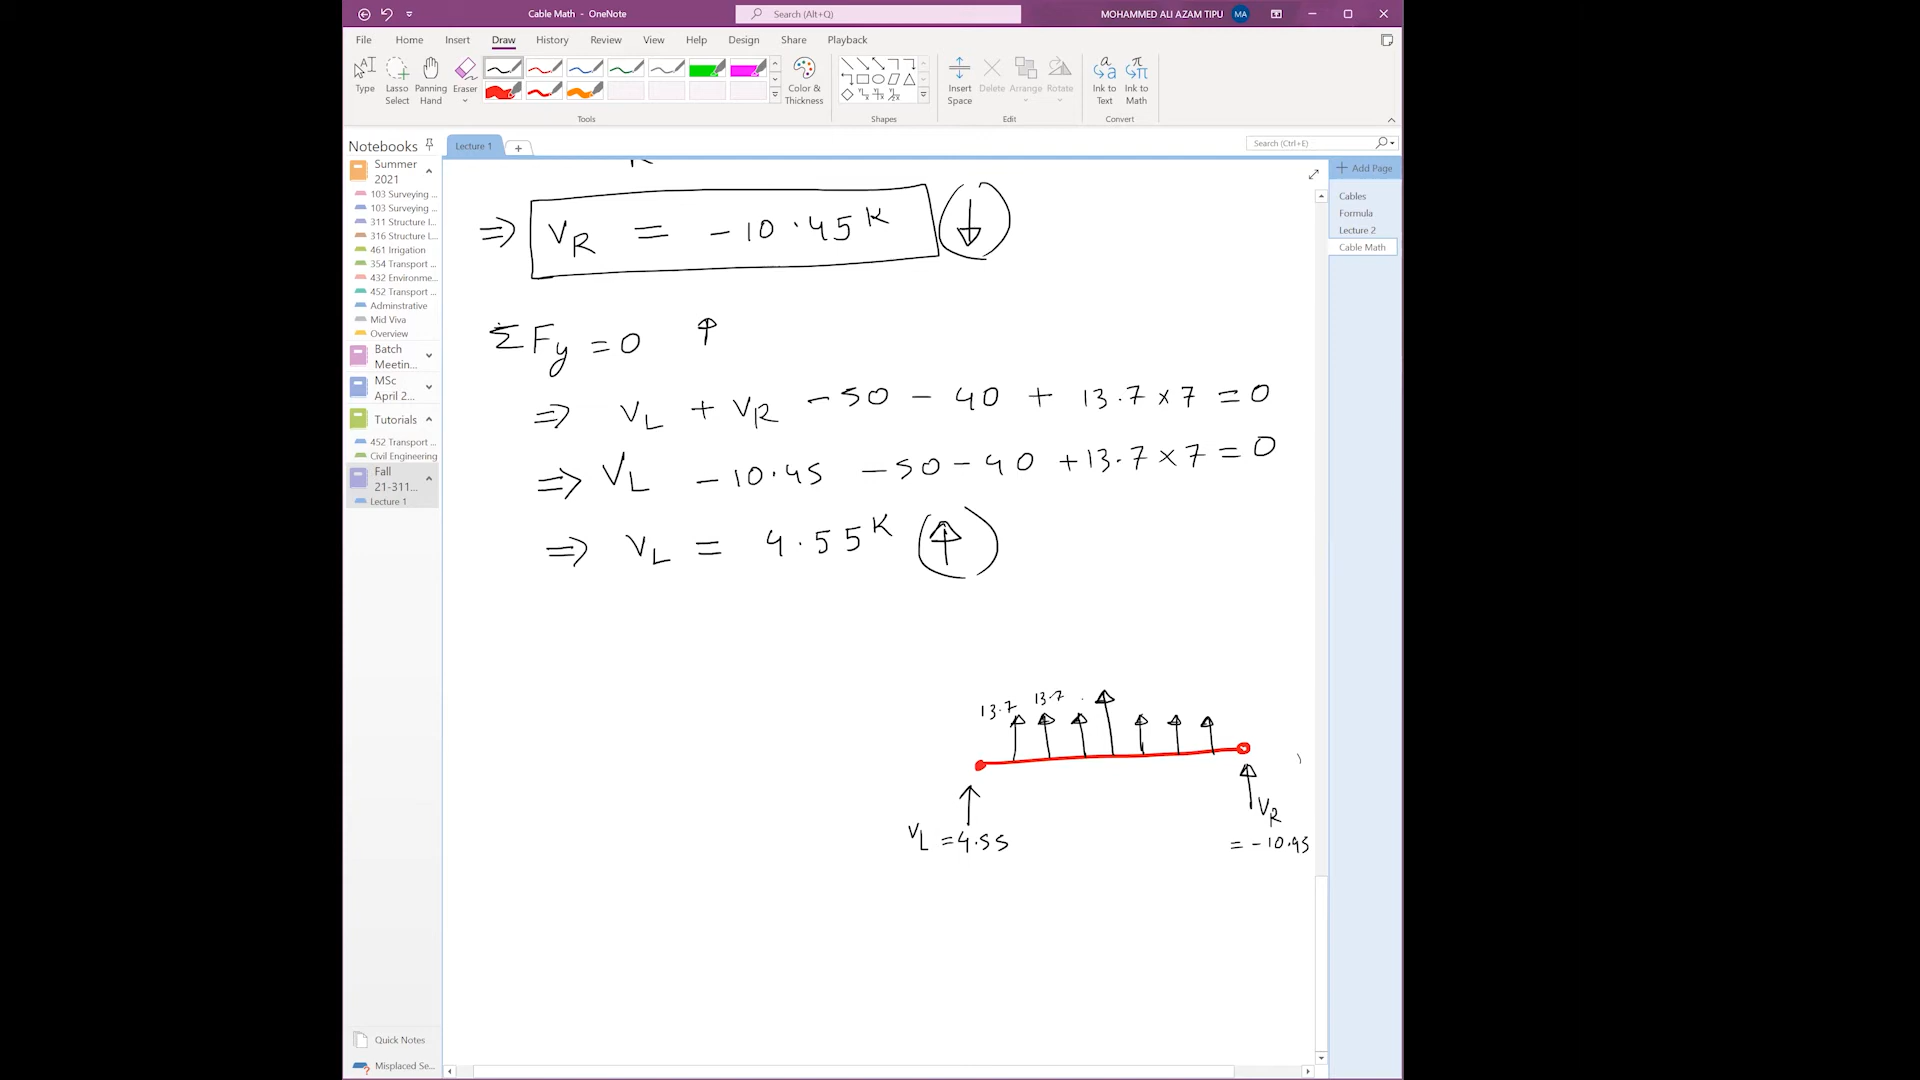 Cable Math - OneNote
Search (Alt+Q)
MOHAMMED ALI AZAM TIPU
MA
File Home Insert Draw History Review View Help Design Share Playback
Type
Lasso Select
Panning Hand
Eraser
Color & Thickness
Insert Space
Delete
Arrange
Rotate
Ink to Text
Ink to Math
Tools Shapes Edit Convert
Notebooks
Lecture 1
Search (Ctrl+E)
Add Page
Summer 2021
103 Surveying ...
103 Surveying ...
311 Structure I...
316 Structure L...
461 Irrigation
354 Transport ...
432 Environme...
452 Transport ...
Adminstrative
Mid Viva
Overview
Batch Meetin...
MSc April 2...
Tutorials
452 Transport ...
Civil Engineering
Fall 21-311...
Lecture 1
Quick Notes
Misplaced Se...
Cables
Formula
Lecture 2
Cable Math
⇒ V_R = -10.45^K (↓)
ΣFy = 0 ↑
⇒ V_L + V_R - 50 - 40 + 13.7 × 7 = 0
⇒ V_L - 10.45 - 50 - 40 + 13.7 × 7 = 0
⇒ V_L = 4.55^K (↑)
13.7 13.7
V_R
V_L = 4.55
= -10.45